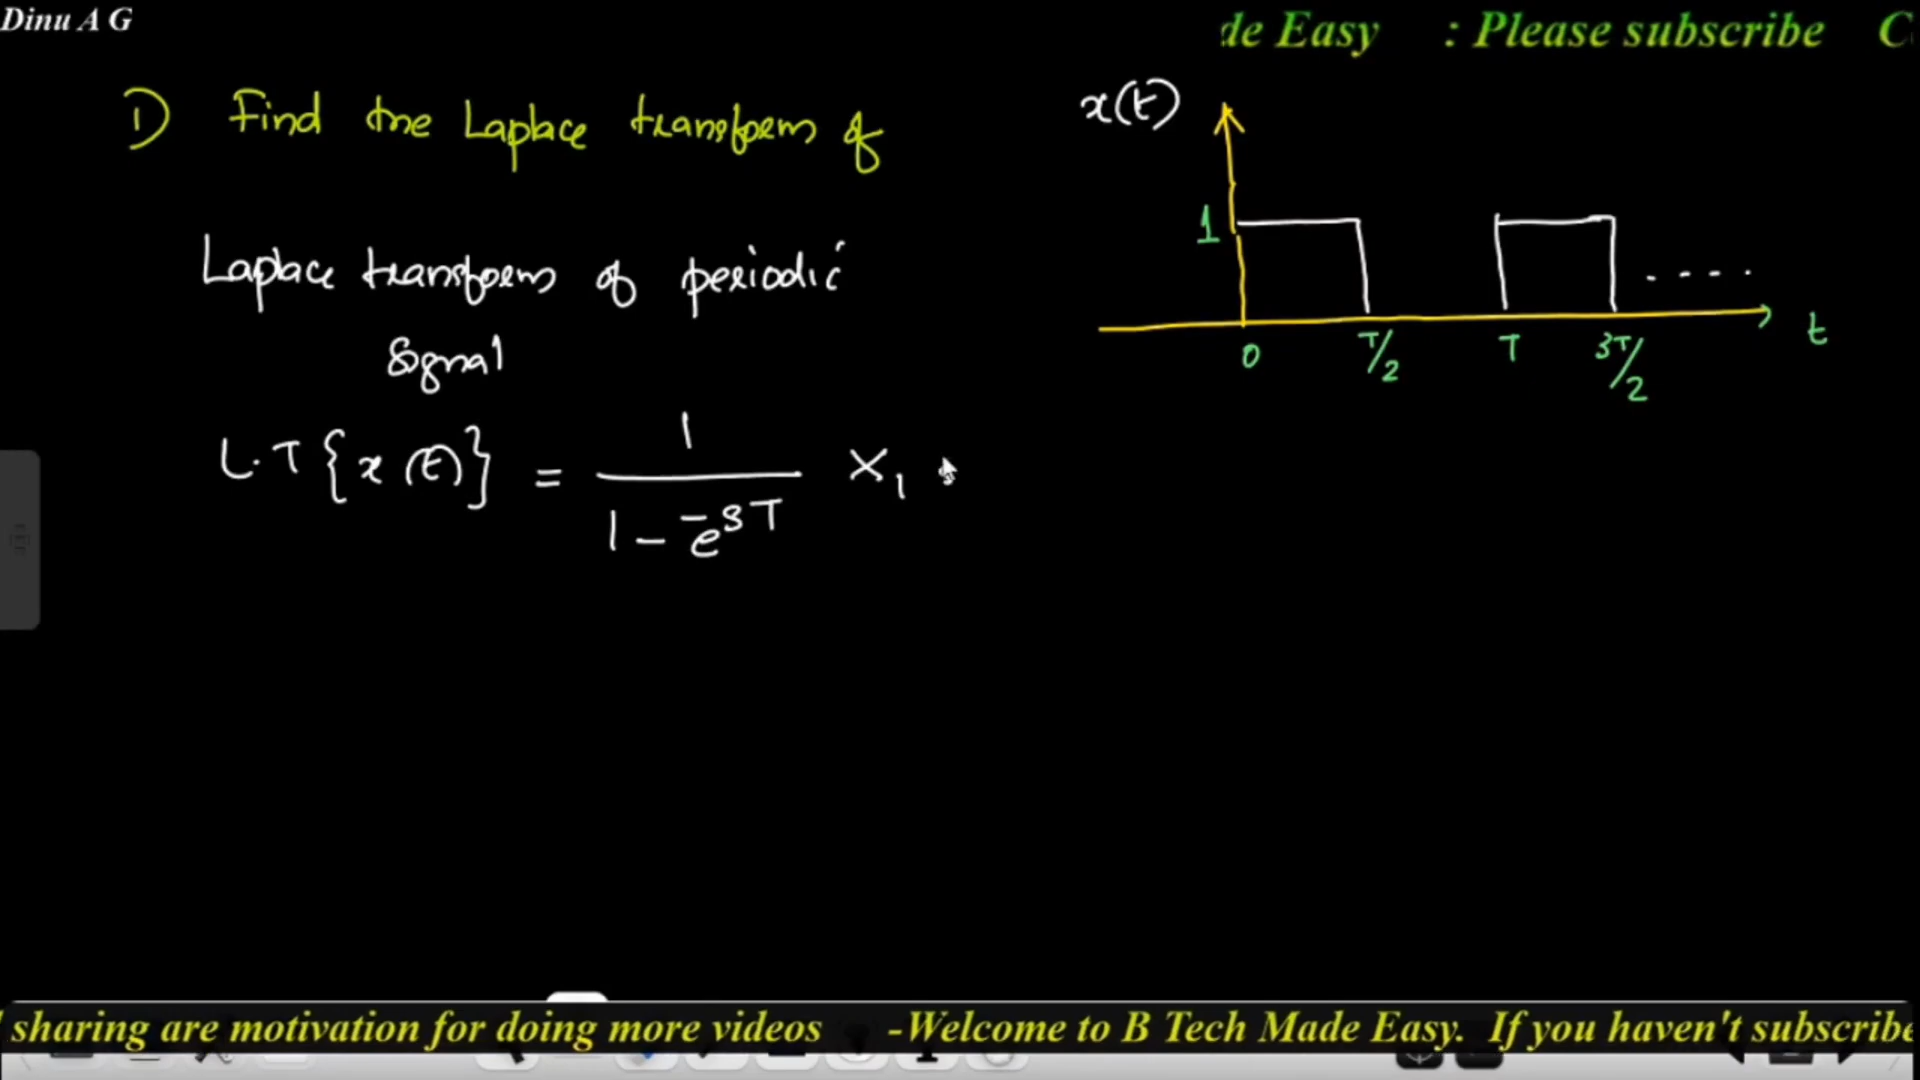 Dinu A G
de Easy : Please subscribe C
1) Find the Laplace transform of
x(t)
1
0 T/2 T 3T/2 t
Laplace transform of periodic
signal
L.T {x(t)} = 1 / 1 - e^-sT X1
sharing are motivation for doing more videos -Welcome to B Tech Made Easy. If you haven't subscribe